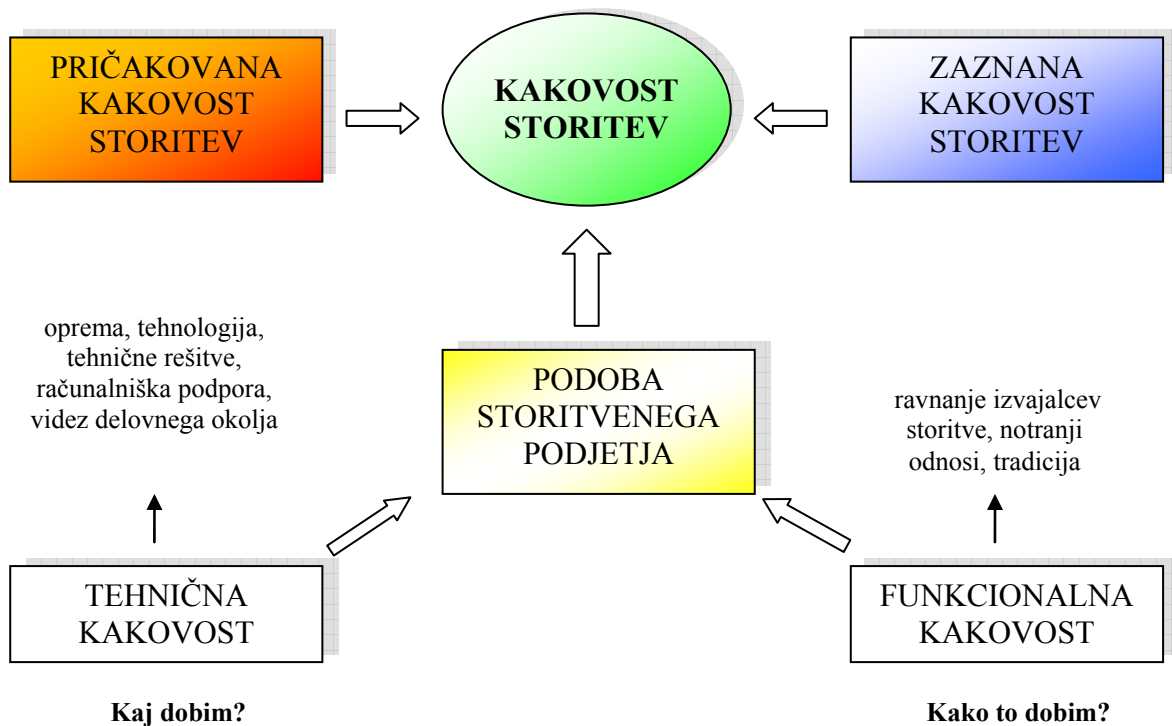 PRIČAKOVANA
KAKOVOST
STORITEV
KAKOVOST
STORITEV
ZAZNANA
KAKOVOST
STORITEV
oprema, tehnologija,
tehnične rešitve,
računalniška podpora,
videz delovnega okolja
PODOBA
STORITVENEGA
PODJETJA
ravnanje izvajalcev
storitve, notranji
odnosi, tradicija
TEHNIČNA
KAKOVOST
FUNKCIONALNA
KAKOVOST
Kaj dobim?
Kako to dobim?